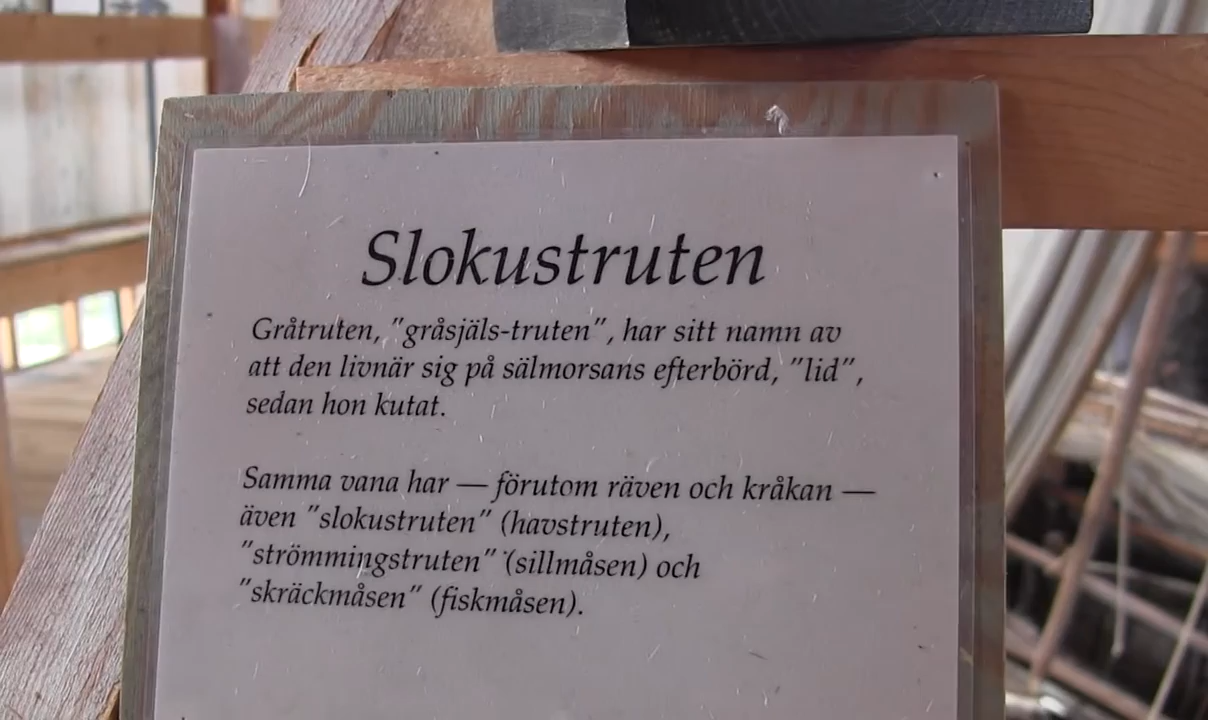 Slokustruten
Gråtruten, ”gråsjäls-truten”, har sitt namn av
att den livnär sig på sälmorsans efterbörd, ”lid”,
sedan hon kutat.
Samma vana har — förutom räven och kråkan —
även ”slokustruten” (havstruten),
”strömmingstruten” (sillmåsen) och
”skräckmåsen” (fiskmåsen).